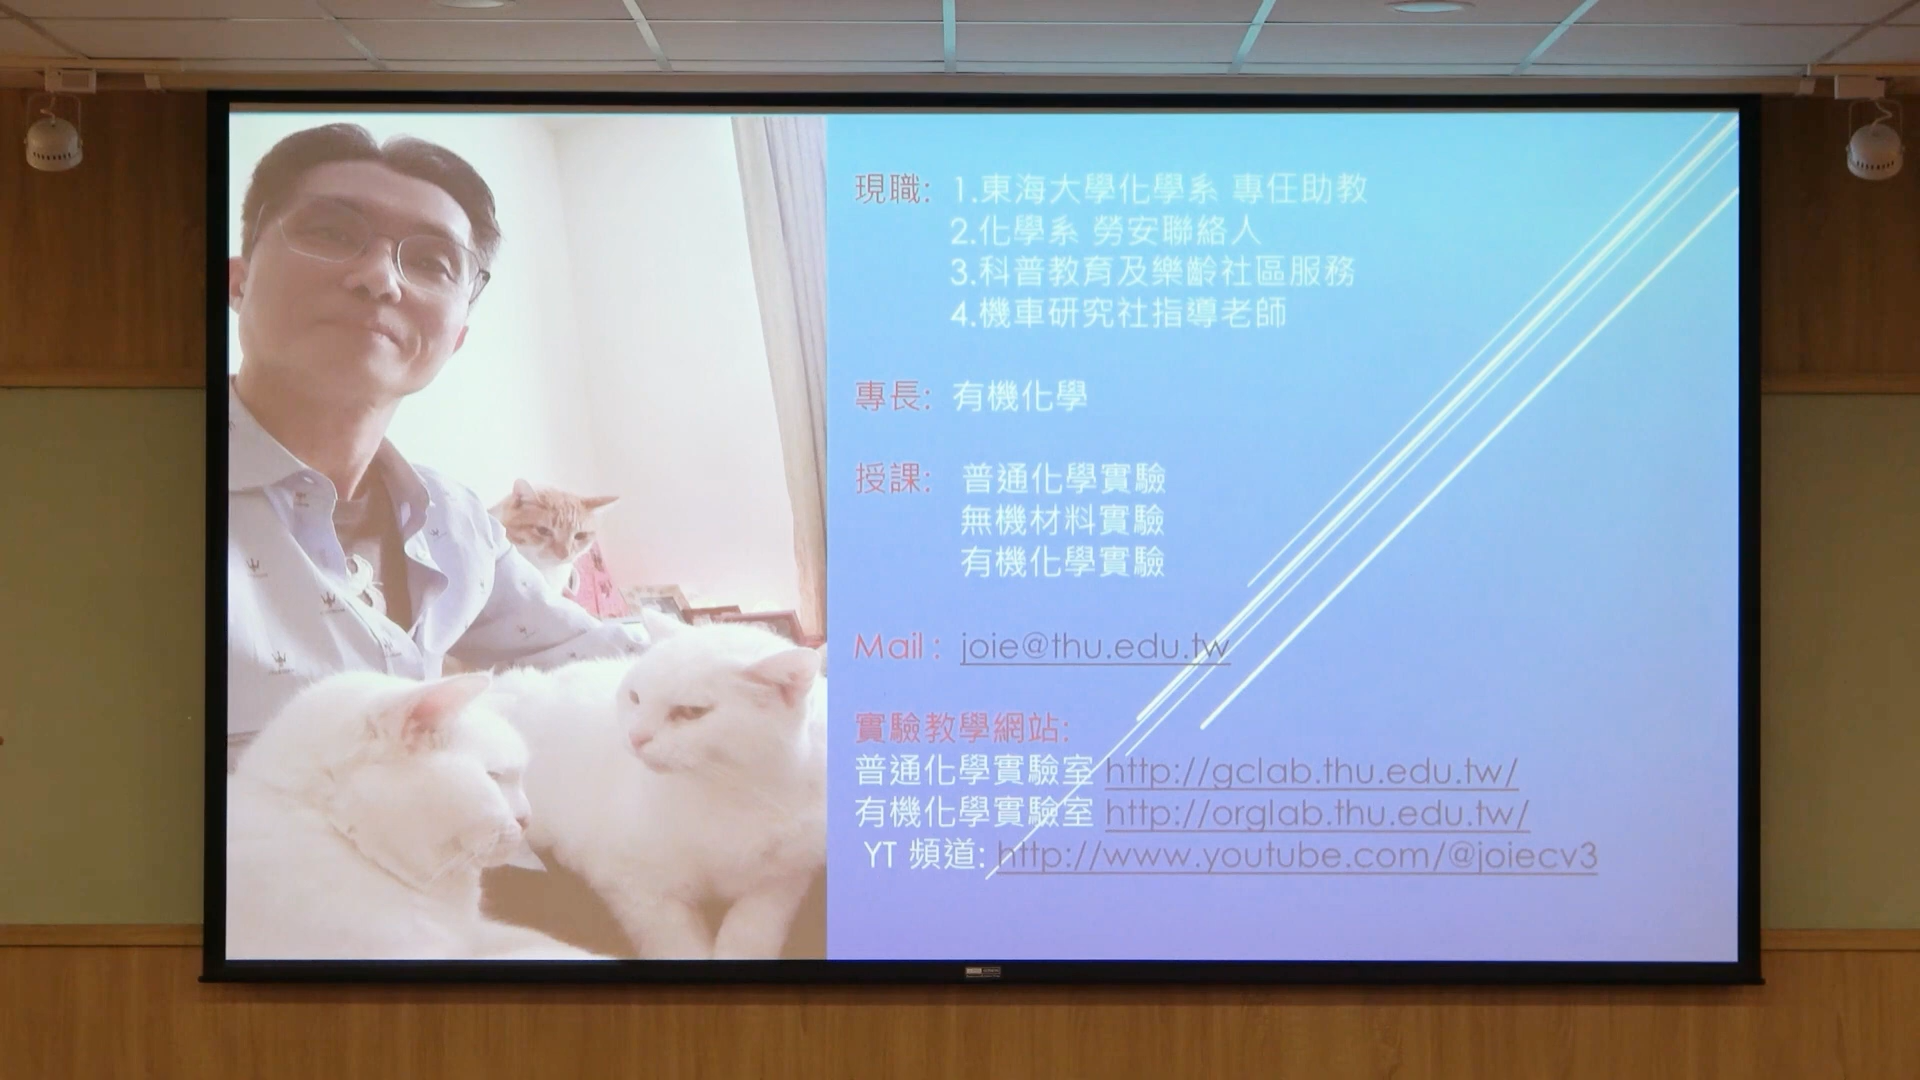 現職: 1.東海大學化學系 專任助教
2.化學系 勞安聯絡人
3.科普教育及樂齡社區服務
4.機車研究社指導老師
專長: 有機化學
授課: 普通化學實驗
無機材料實驗
有機化學實驗
Mail : joie@thu.edu.tw
實驗教學網站:
普通化學實驗室 http://gclab.thu.edu.tw/
有機化學實驗室 http://orglab.thu.edu.tw/
YT 頻道: http://www.youtube.com/@joiecv3